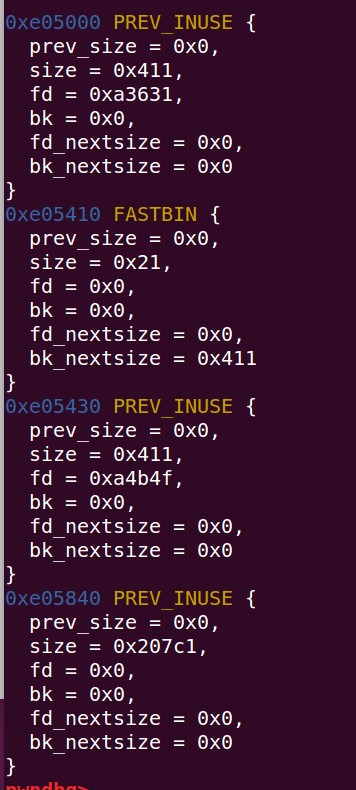 0xe05000 PREV_INUSE {
  prev_size = 0x0,
  size = 0x411,
  fd = 0xa3631,
  bk = 0x0,
  fd_nextsize = 0x0,
  bk_nextsize = 0x0
}
0xe05410 FASTBIN {
  prev_size = 0x0,
  size = 0x21,
  fd = 0x0,
  bk = 0x0,
  fd_nextsize = 0x0,
  bk_nextsize = 0x411
}
0xe05430 PREV_INUSE {
  prev_size = 0x0,
  size = 0x411,
  fd = 0xa4b4f,
  bk = 0x0,
  fd_nextsize = 0x0,
  bk_nextsize = 0x0
}
0xe05840 PREV_INUSE {
  prev_size = 0x0,
  size = 0x207c1,
  fd = 0x0,
  bk = 0x0,
  fd_nextsize = 0x0,
  bk_nextsize = 0x0
}
pwndbg>